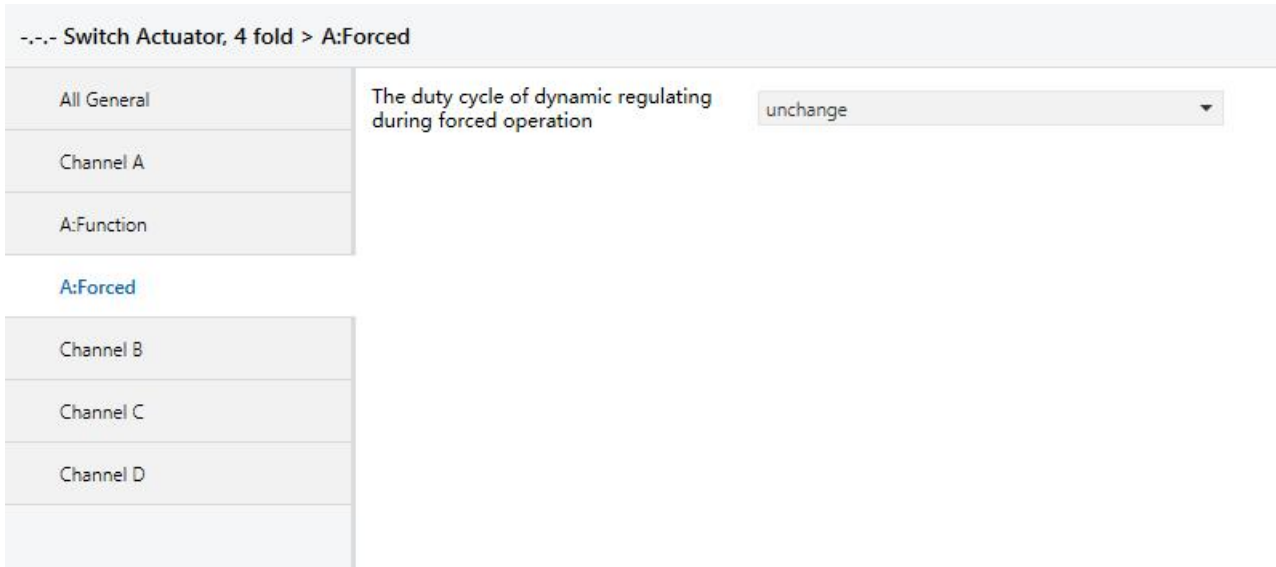 -.-.- Switch Actuator, 4 fold > A:Forced
All General
The duty cycle of dynamic regulating
during forced operation
unchange
Channel A
A:Function
A:Forced
Channel B
Channel C
Channel D